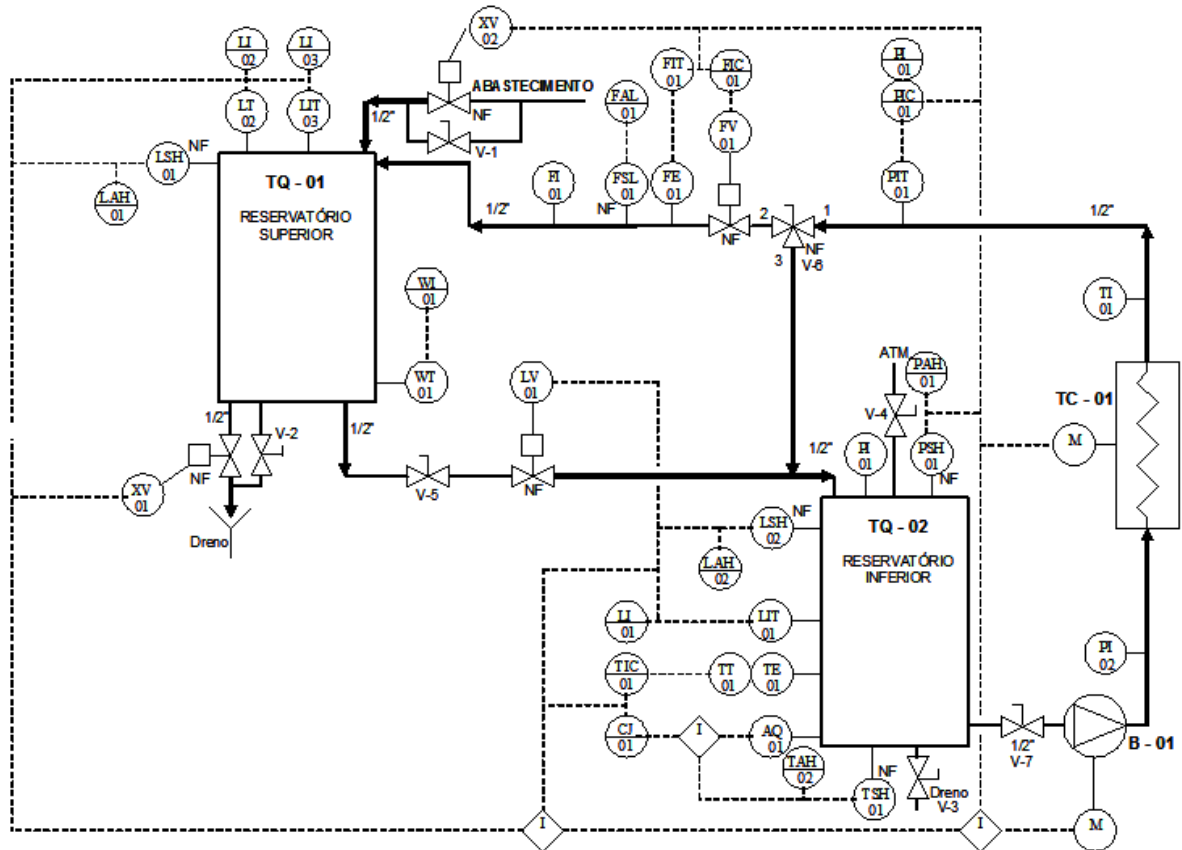 LI
02
LI
03
XV
02
LT
02
LIT
03
ABASTECIMENTO
NF
1/2"
V-1
FAL
01
FIT
01
FIC
01
FV
01
PI
01
PIC
01
PIT
01
LSH
01
NF
LAH
01
TQ - 01
RESERVATÓRIO
SUPERIOR
FI
01
FSL
01
NF
FE
01
1/2"
NF
2
1
3
NF
V-6
1/2"
TI
01
WI
01
WT
01
LV
01
ATM
PAH
01
V-4
TC - 01
M
1/2"
V-2
1/2"
NF
XV
01
Dreno
V-5
NF
1/2"
PI
01
PSH
01
NF
LSH
02
NF
LAH
02
TQ - 02
RESERVATÓRIO
INFERIOR
LI
01
LIT
01
TIC
01
TT
01
TE
01
CJ
01
I
AQ
01
TAH
02
NF
TSH
01
Dreno
V-3
PI
02
1/2"
V-7
B - 01
I
I
M